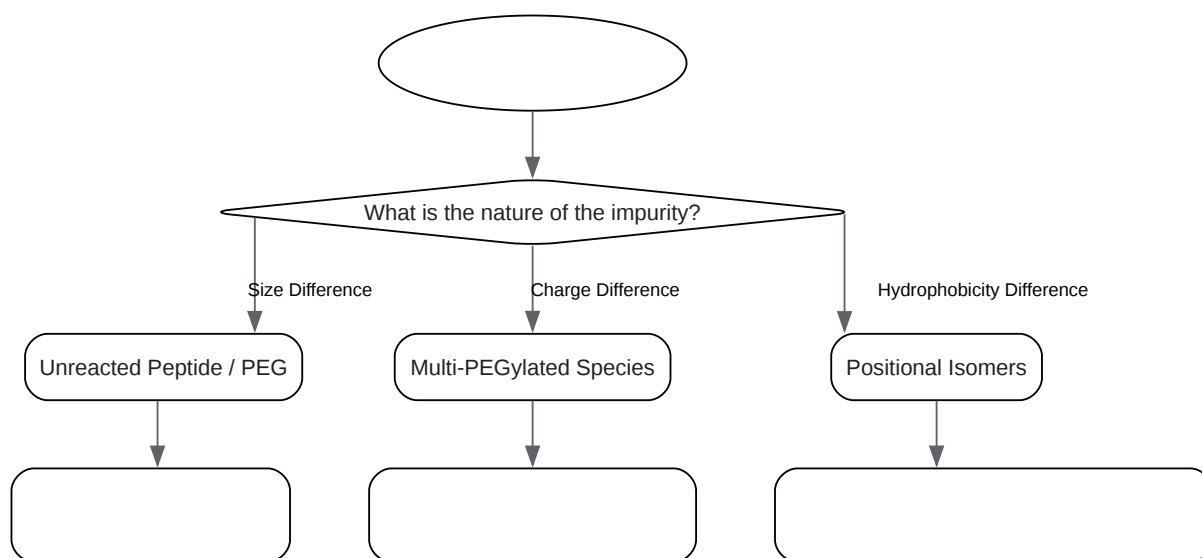 What is the nature of the impurity?
Size Difference
Charge Difference
Hydrophobicity Difference
Unreacted Peptide / PEG
Multi-PEGylated Species
Positional Isomers